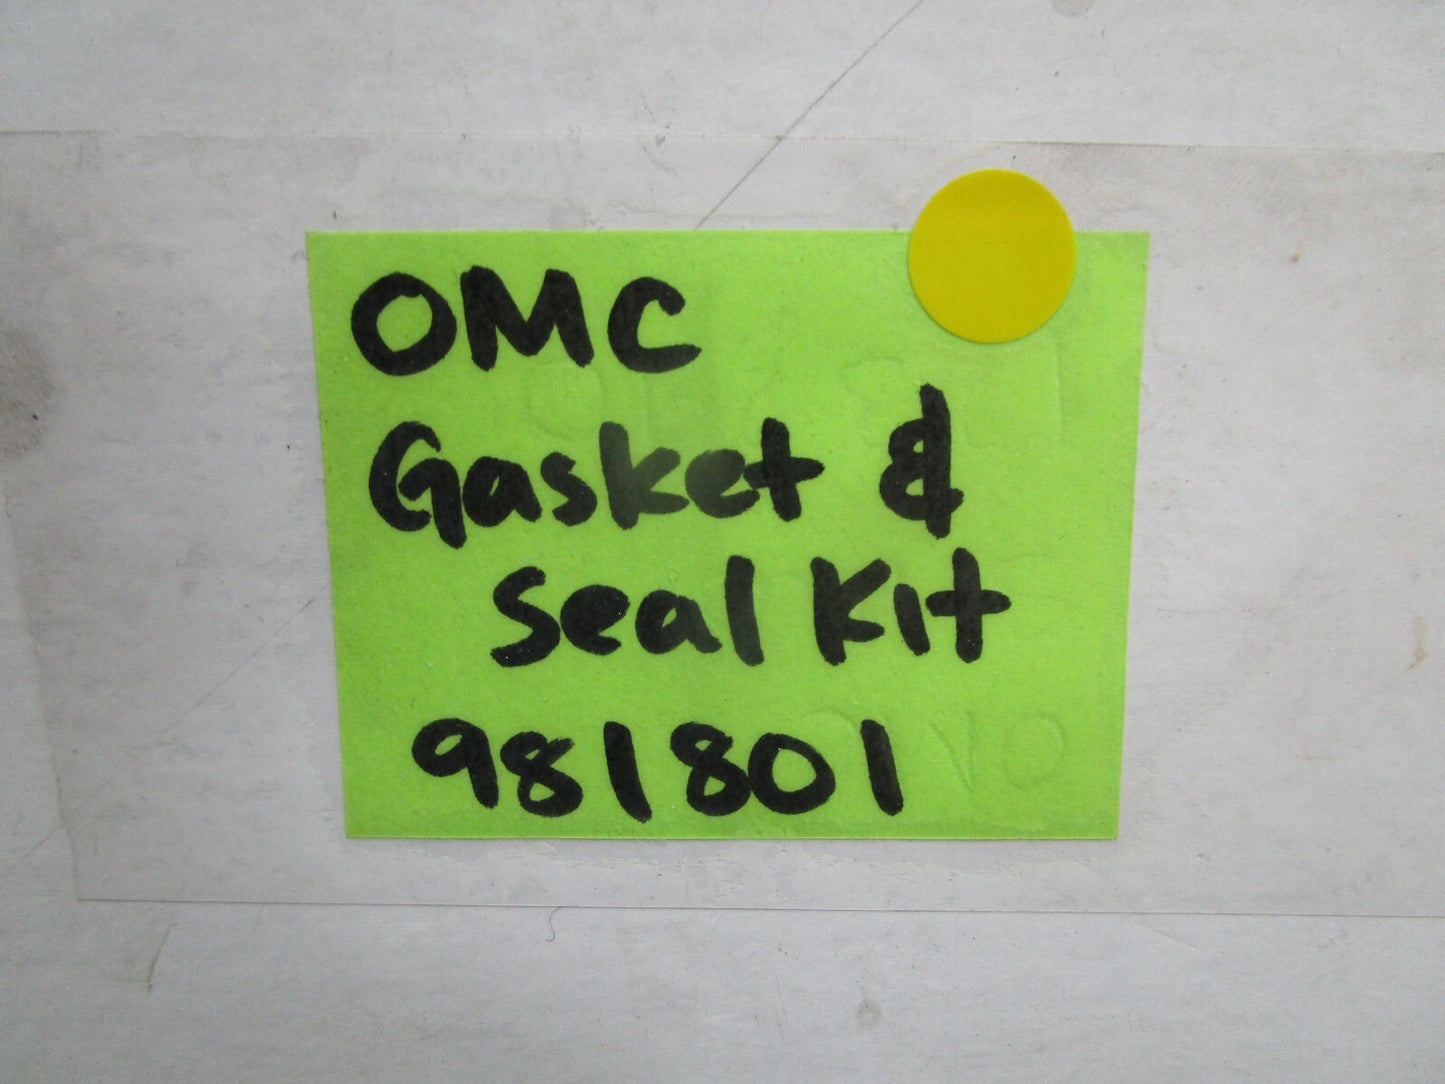 OMC
Gasket &
Seal Kit
981801